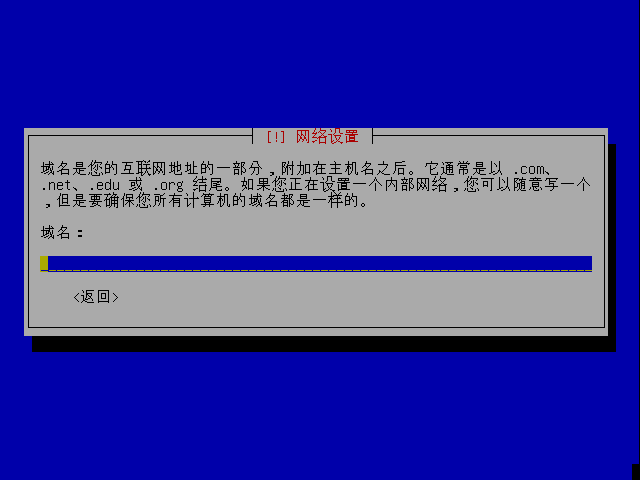 [!] 网络设置
域名是您的互联网地址的一部分，附加在主机名之后。它通常是以 .com、
.net、.edu 或 .org 结尾。如果您正在设置一个内部网络，您可以随意写一个
，但是要确保您所有计算机的域名都是一样的。
域名：
<返回>